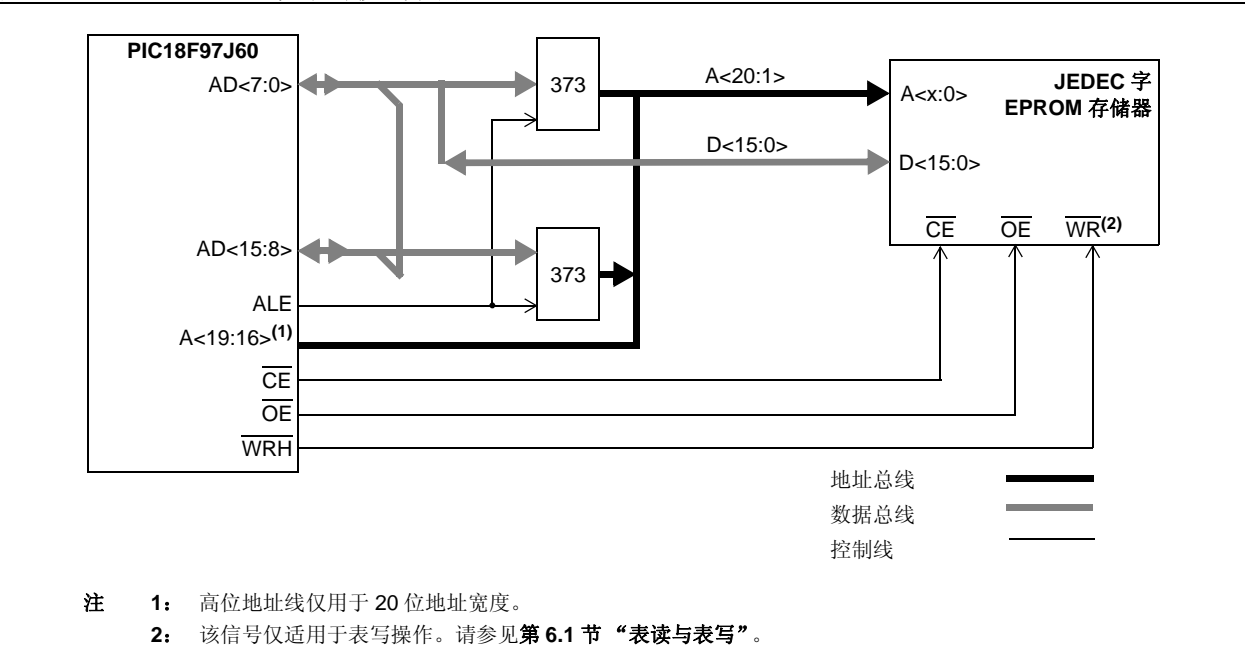 PIC18F97J60
AD<7:0>
373
A<20:1>
A<x:0>
JEDEC 字
EPROM 存储器
D<15:0>
D<15:0>
CE
OE
WR(2)
AD<15:8>
373
ALE
A<19:16>(1)
CE
OE
WRH
地址总线
数据总线
控制线
注 1： 高位地址线仅用于 20 位地址宽度。
2： 该信号仅适用于表写操作。请参见第 6.1 节 “表读与表写”。